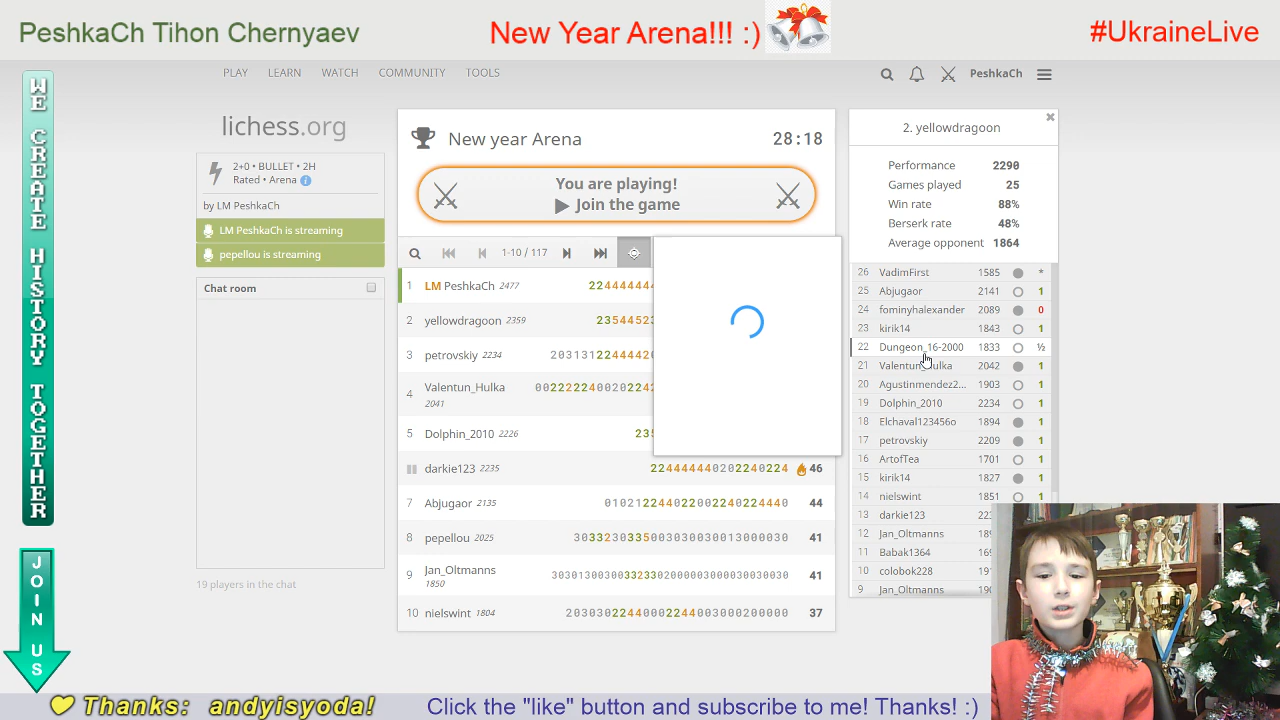 PeshkaCh Tihon Chernyaev
New Year Arena!!! :)
#UkraineLive
WE CREATE HISTORY TOGETHER
JOIN US
PLAY LEARN WATCH COMMUNITY TOOLS
PeshkaCh
lichess.org
2+0 • BULLET • 2H
Rated • Arena
by LM PeshkaCh
LM PeshkaCh is streaming
pepellou is streaming
Chat room
19 players in the chat
New year Arena 28:18
You are playing!
Join the game
1-10 / 117
1 LM PeshkaCh 2477
2 yellowdragoon 2359
3 petrovskiy 2234
4 Valentun_Hulka
2041
5 Dolphin_2010 2226
darkie123 2235 22444444020224022 4 46
7 Abjugaor 2135 44
8 pepellou 2025 41
9 Jan_Oltmanns 41
1850
10 nielswint 1804 37
2. yellowdragoon
Performance 2290
Games played 25
Win rate 88%
Berserk rate 48%
Average opponent 1864
26 VadimFirst 1585 *
25 Abjugaor 2141 1
24 fominyhalexander 2089 0
23 kirik14 1843 1
22 Dungeon_16-2000 1833 ½
21 Valentun_Hulka 2042 1
20 Agustinmendez2... 1903 1
19 Dolphin_2010 2234 1
18 Elchaval123456o 1894 1
17 petrovskiy 2209 1
16 ArtofTea 1701 1
15 kirik14 1827 1
14 nielswint 1851 1
13 darkie123
12 Jan_Oltmanns
11 Babak1364
10 colobok228
9 Jan_Oltmanns
Thanks: andyisyoda!
Click the "like" button and subscribe to me! Thanks! :)